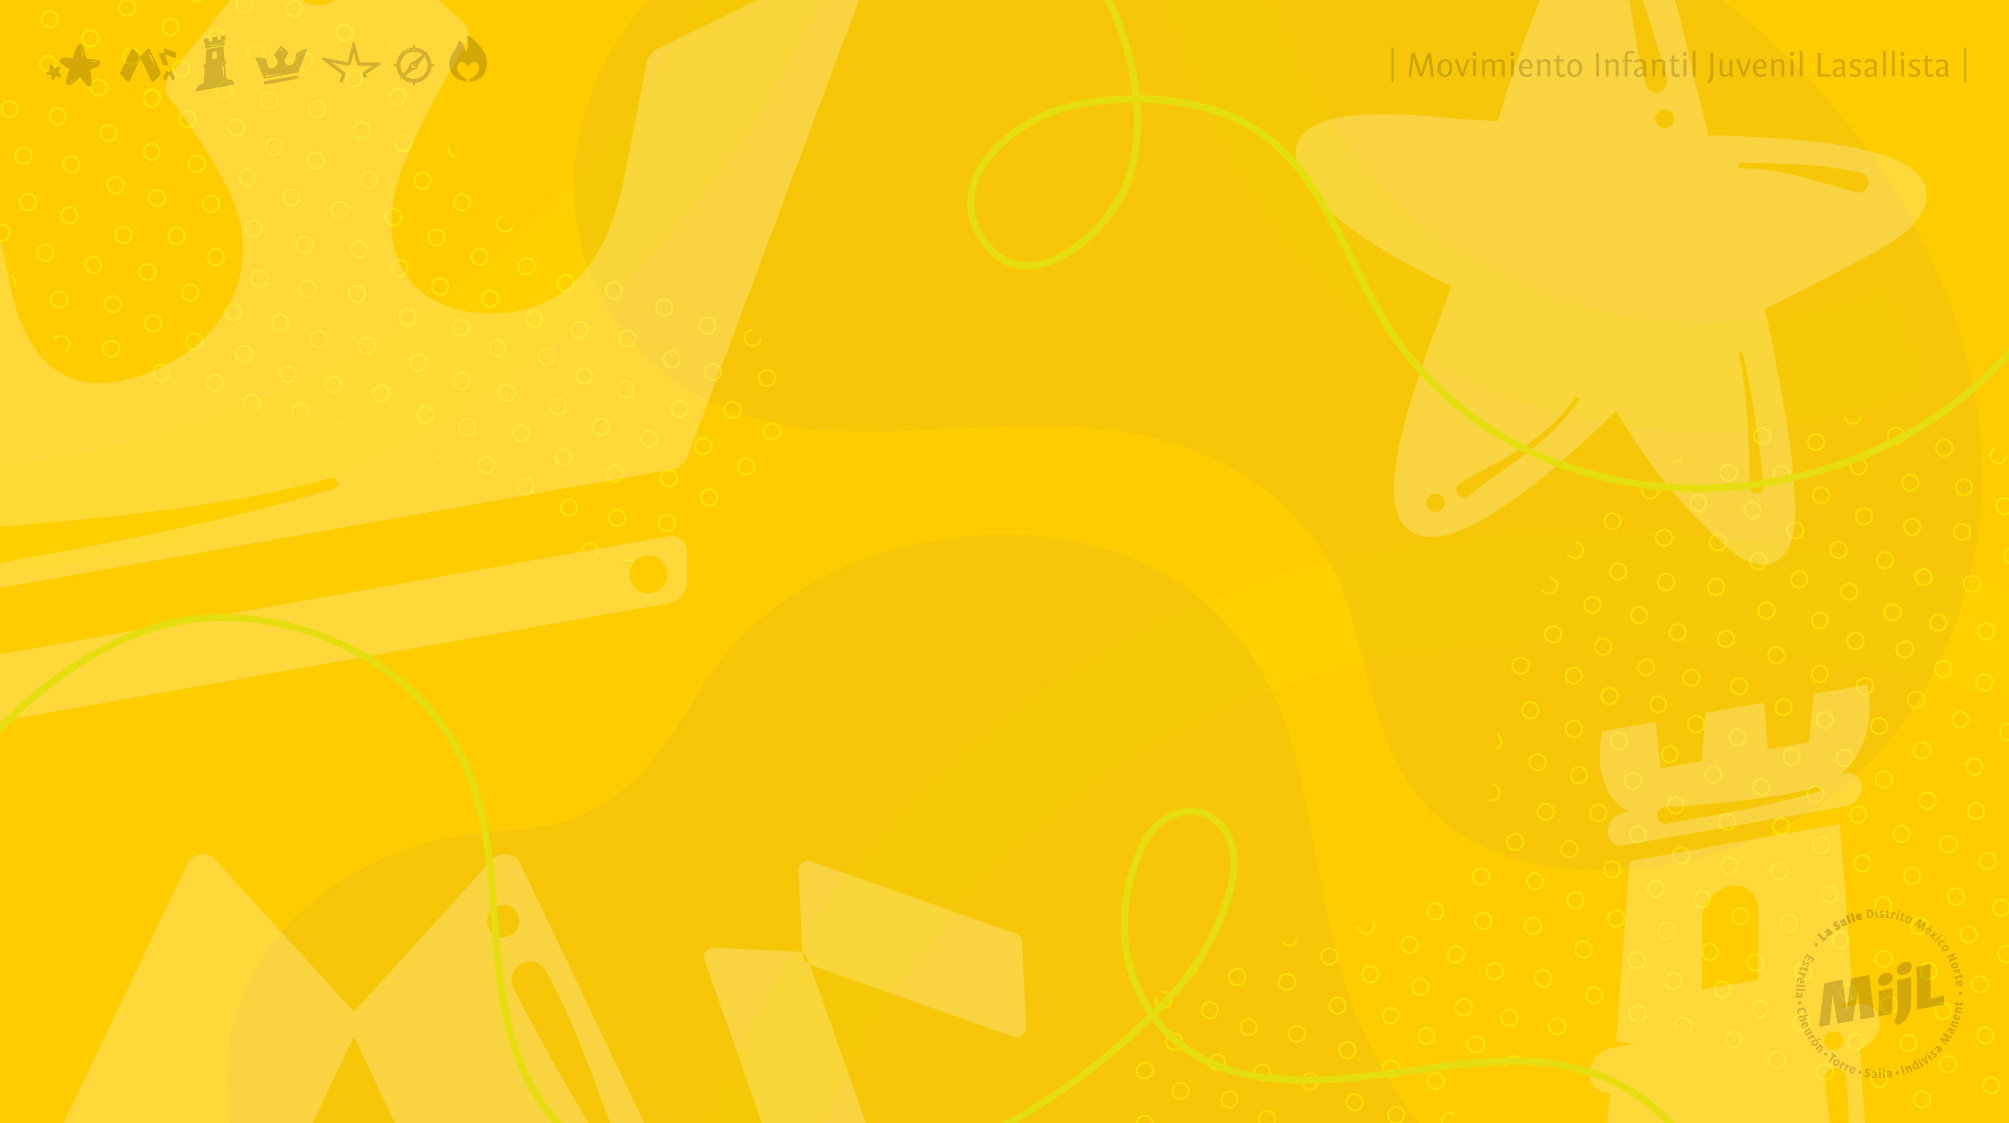 | Movimiento Infantil Juvenil Lasallista |
• La Salle Distrito México Norte •
Estrella • Cheurón • Torre • Salla • Indivisa Manent
MijL